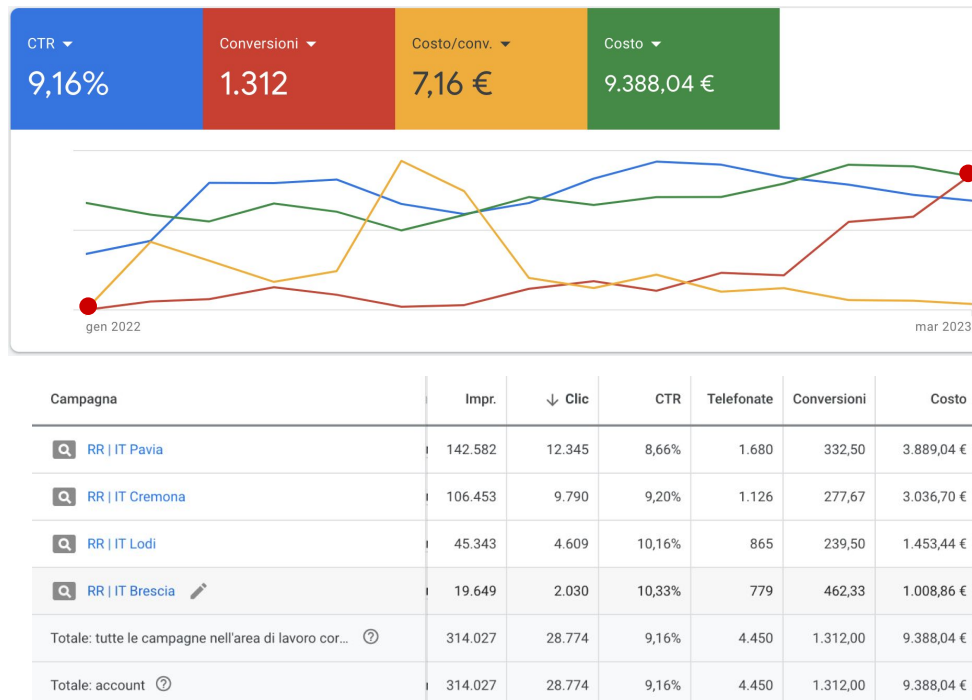 CTR Conversioni Costo/conv. Costo
9,16% 1.312 7,16 € 9.388,04 €
gen 2022 mar 2023
Campagna Impr. Clic CTR Telefonate Conversioni Costo
RR | IT Pavia 142.582 12.345 8,66% 1.680 332,50 3.889,04 €
RR | IT Cremona 106.453 9.790 9,20% 1.126 277,67 3.036,70 €
RR | IT Lodi 45.343 4.609 10,16% 865 239,50 1.453,44 €
RR | IT Brescia 19.649 2.030 10,33% 779 462,33 1.008,86 €
Totale: tutte le campagne nell'area di lavoro cor... 314.027 28.774 9,16% 4.450 1.312,00 9.388,04 €
Totale: account 314.027 28.774 9,16% 4.450 1.312,00 9.388,04 €